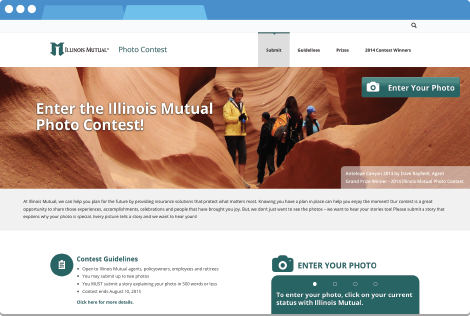 ILLINOIS MUTUAL® Photo Contest
Submit Guidelines Prizes 2014 Contest Winners
Enter Your Photo
Enter the Illinois Mutual
Photo Contest!
Antelope Canyon 2013 by Dave Rayfield, Agent
Grand Prize Winner - 2014 Illinois Mutual Photo Contest
At Illinois Mutual, we can help you plan for the future by providing insurance solutions that protect what matters most. Knowing you have a plan in place can help you enjoy the moment! Our contest is a great
opportunity to share those experiences, accomplishments, celebrations and people that have brought you joy. But, we don't just want to see the photos – we want to hear your stories too! Please submit a story that
explains why your photo is special. Every picture tells a story and we want to hear yours!
Contest Guidelines
Open to Illinois Mutual agents, policyowners, employees and retirees
You may submit up to two photos
You MUST submit a story explaining your photo in 500 words or less
Contest ends August 10, 2015
Click here for more details.
ENTER YOUR PHOTO
To enter your photo, click on your current
status with Illinois Mutual.